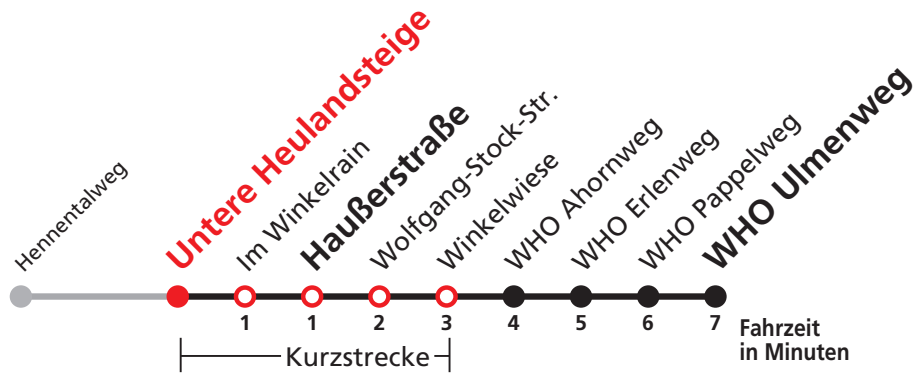 Hennentalweg
Untere Heulandsteige
Im Winkelrain
Haußerstraße
Wolfgang-Stock-Str.
Winkelwiese
WHO Ahornweg
WHO Erlenweg
WHO Pappelweg
WHO Ulmenweg
1 1 2 3 4 5 6 7 Fahrzeit
in Minuten
Kurzstrecke